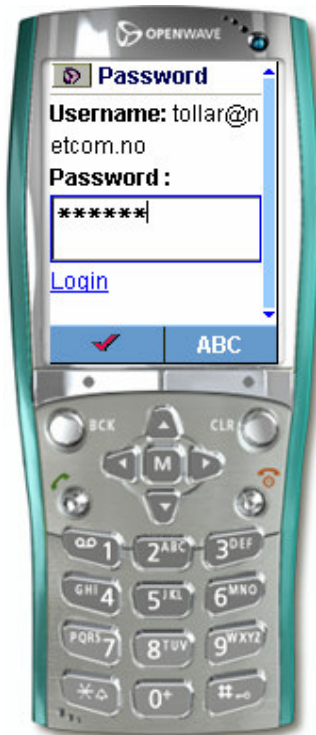 OPENWAVE
Password
Username: tollar@n
etcom.no
Password :
******
Login
ABC
BCK
CLR
M
1
2ABC
3DEF
GHI4
5JKL
6MNO
PQRS7
8TUV
9WXYZ
*
0+
#